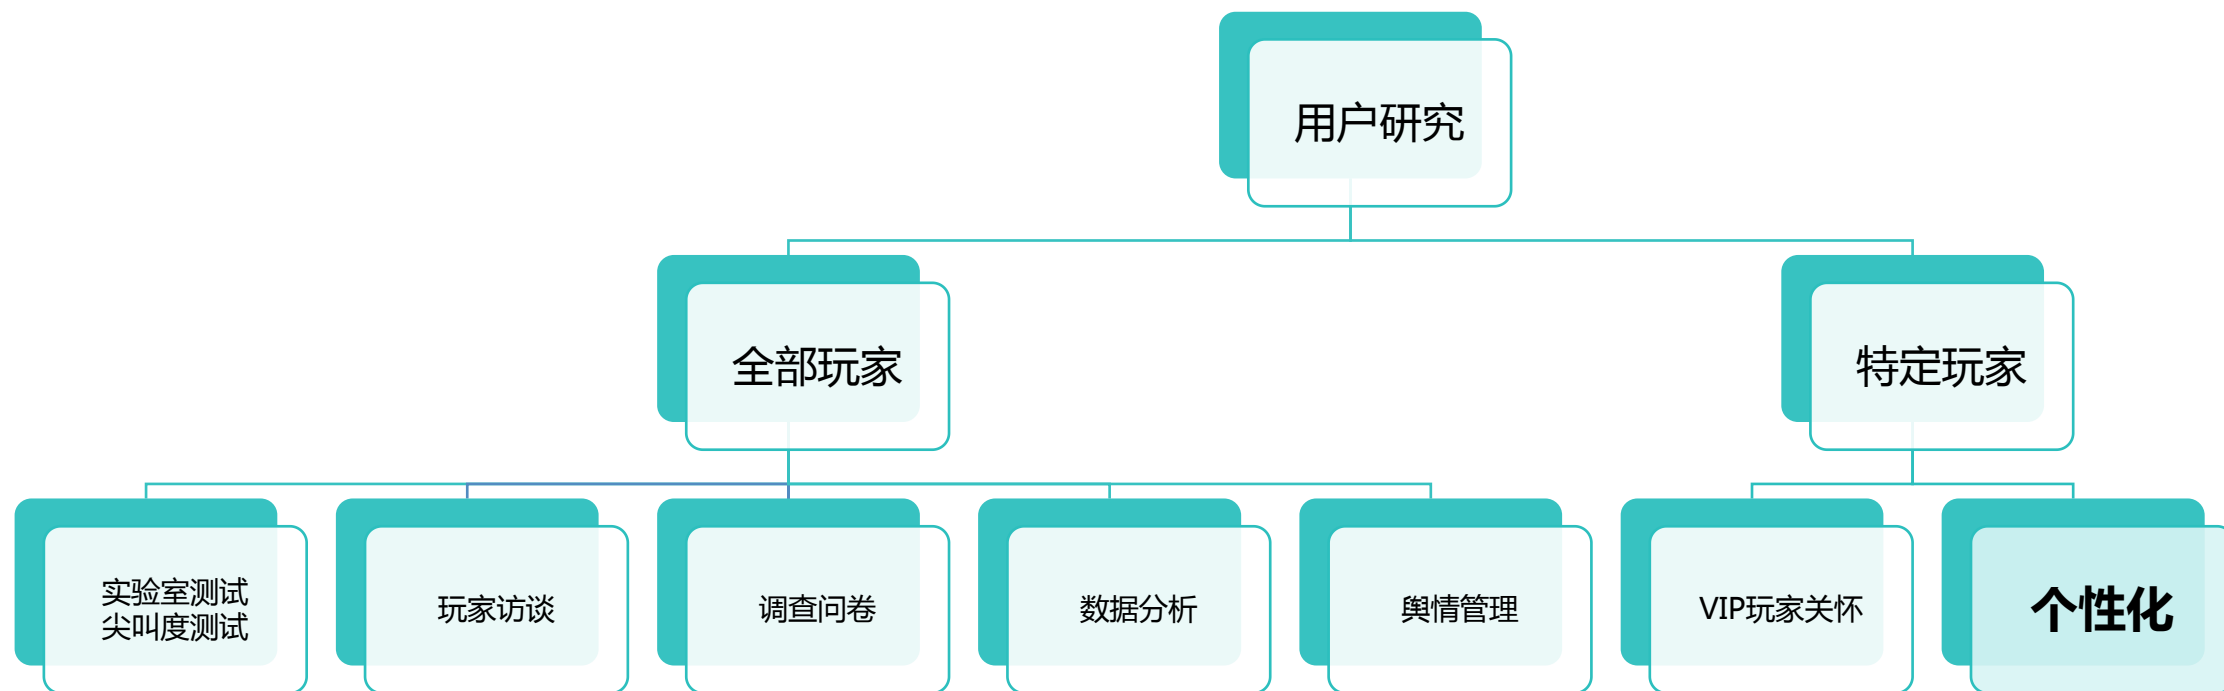 用户研究
全部玩家
特定玩家
实验室测试
尖叫度测试
玩家访谈
调查问卷
数据分析
舆情管理
VIP玩家关怀
个性化